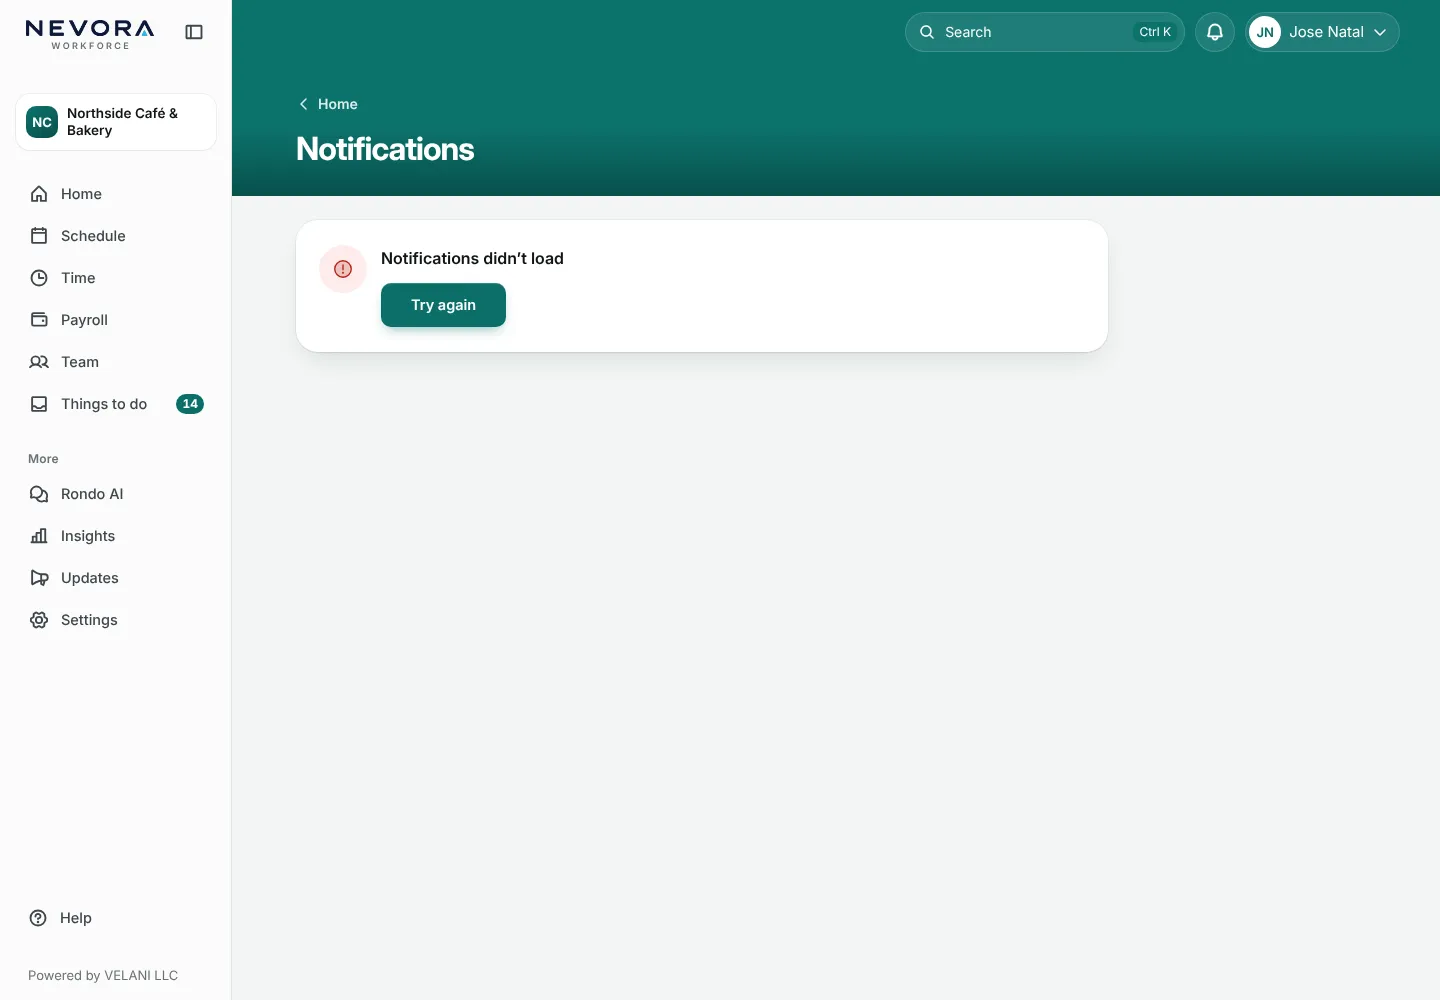 NEVORA
WORKFORCE
Search
Ctrl K
JN
Jose Natal
Northside Café &
Bakery
NC
Home
Schedule
Time
Payroll
Team
Things to do
14
More
Rondo AI
Insights
Updates
Settings
Help
Powered by VELANI LLC
Home
Notifications
Notifications didn’t load
Try again